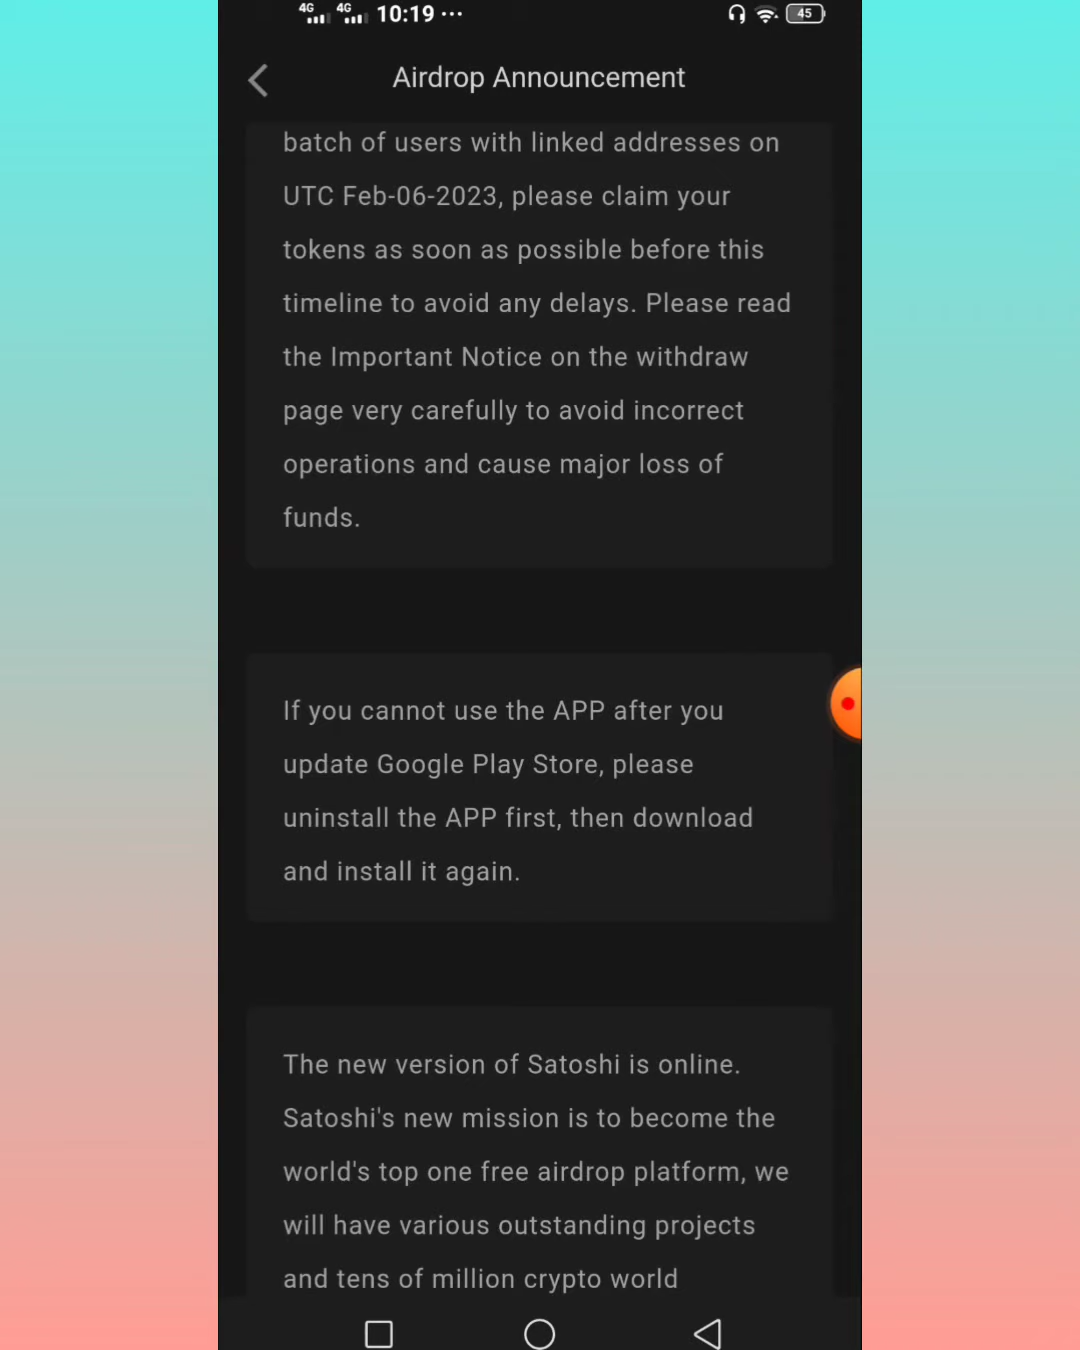 4G 4G 10:19 ... 45
Airdrop Announcement
batch of users with linked addresses on
UTC Feb-06-2023, please claim your
tokens as soon as possible before this
timeline to avoid any delays. Please read
the Important Notice on the withdraw
page very carefully to avoid incorrect
operations and cause major loss of
funds.
If you cannot use the APP after you
update Google Play Store, please
uninstall the APP first, then download
and install it again.
The new version of Satoshi is online.
Satoshi's new mission is to become the
world's top one free airdrop platform, we
will have various outstanding projects
and tens of million crypto world